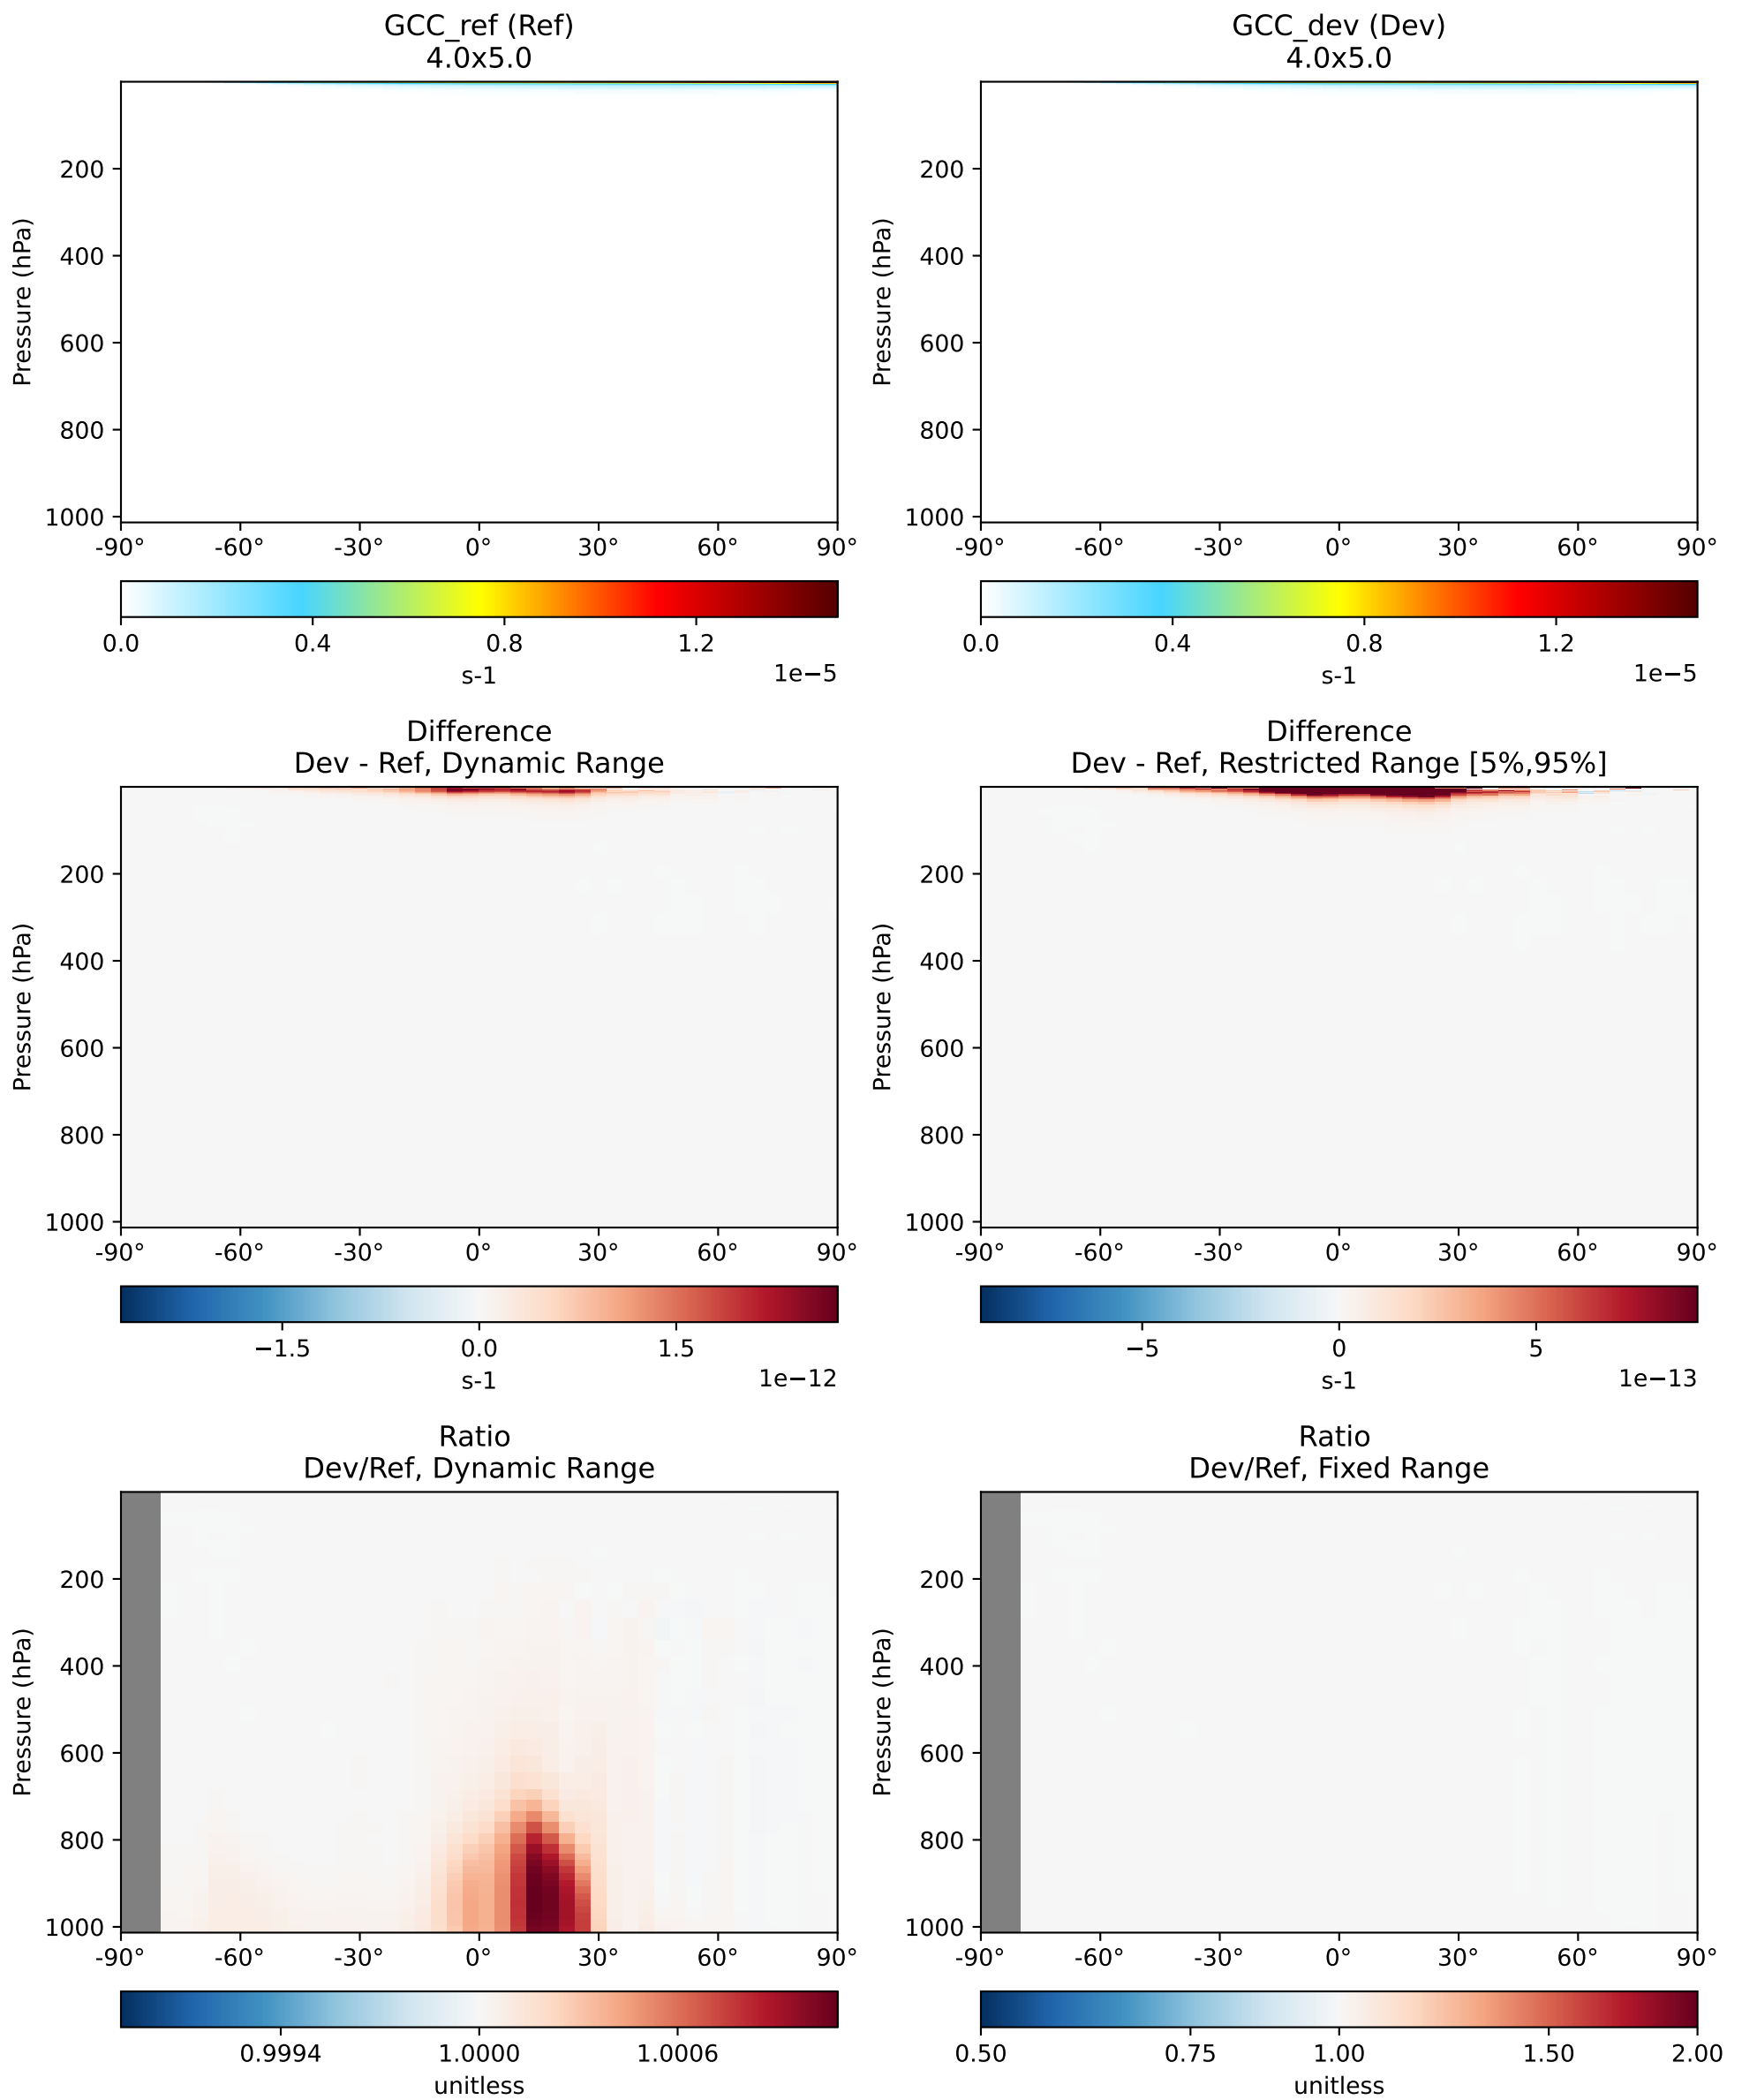 GCC_ref (Ref)
4.0x5.0
Pressure (hPa)
200
400
600
800
1000
-90° -60° -30° 0° 30° 60° 90°
0.0 0.4 0.8 1.2
s-1
1e−5
GCC_dev (Dev)
4.0x5.0
Pressure (hPa)
200
400
600
800
1000
-90° -60° -30° 0° 30° 60° 90°
0.0 0.4 0.8 1.2
s-1
1e−5
Difference
Dev - Ref, Dynamic Range
Pressure (hPa)
200
400
600
800
1000
-90° -60° -30° 0° 30° 60° 90°
−1.5 0.0 1.5
s-1
1e−12
Difference
Dev - Ref, Restricted Range [5%,95%]
Pressure (hPa)
200
400
600
800
1000
-90° -60° -30° 0° 30° 60° 90°
−5 0 5
s-1
1e−13
Ratio
Dev/Ref, Dynamic Range
Pressure (hPa)
200
400
600
800
1000
-90° -60° -30° 0° 30° 60° 90°
0.9994 1.0000 1.0006
unitless
Ratio
Dev/Ref, Fixed Range
Pressure (hPa)
200
400
600
800
1000
-90° -60° -30° 0° 30° 60° 90°
0.50 0.75 1.00 1.50 2.00
unitless